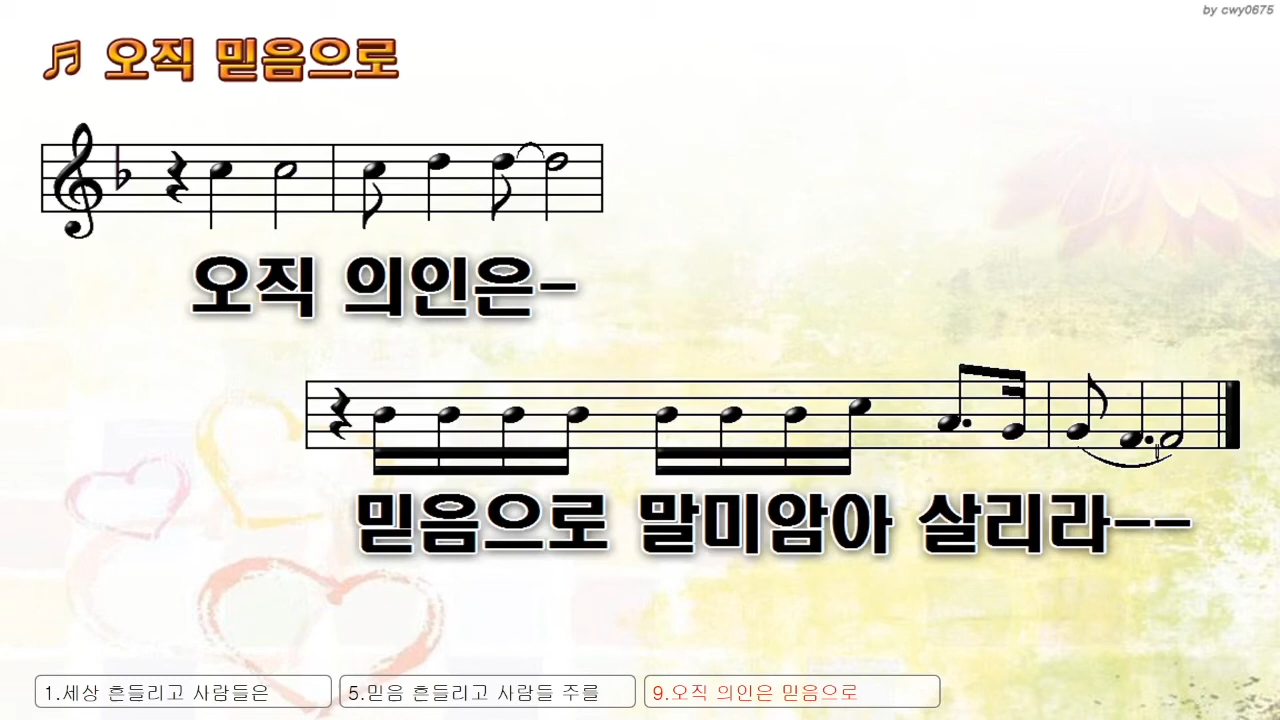 by cwy0675
오직 믿음으로
오직 의인은-
믿음으로 말미암아 살리라--
1.세상 흔들리고 사람들은
5.믿음 흔들리고 사람들 주를
9.오직 의인은 믿음으로